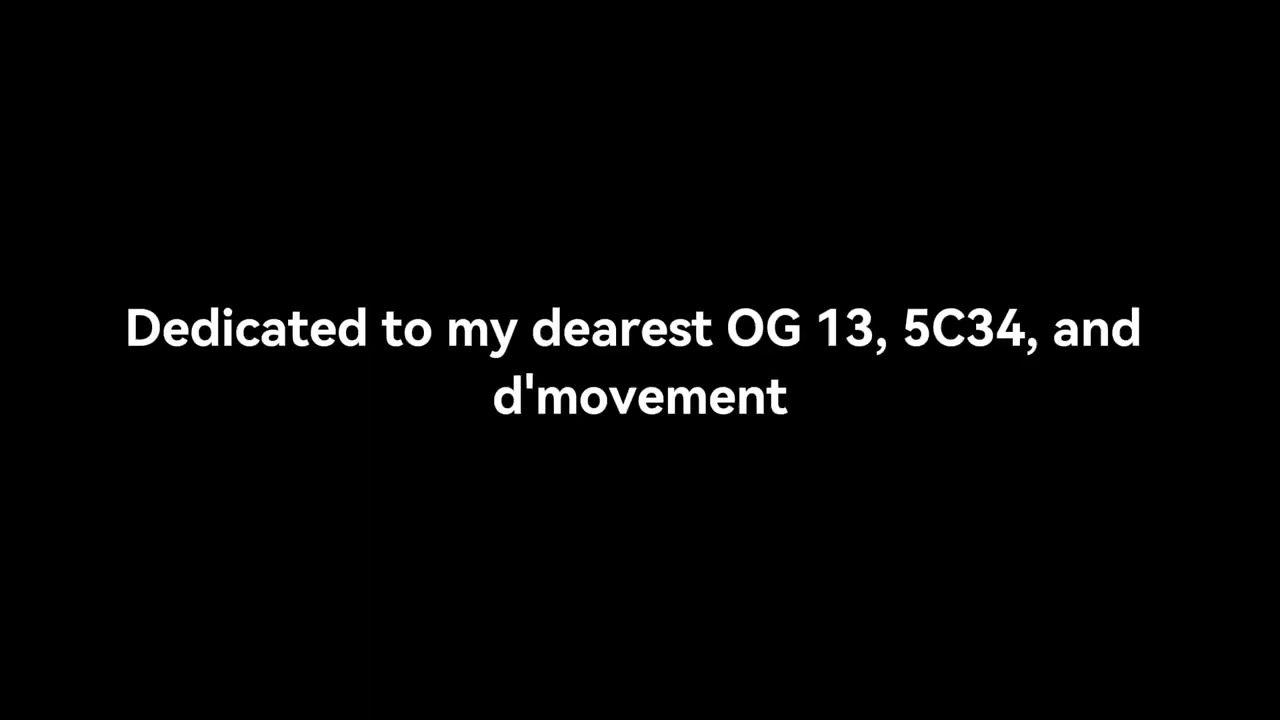 Dedicated to my dearest OG 13, 5C34, and
d'movement